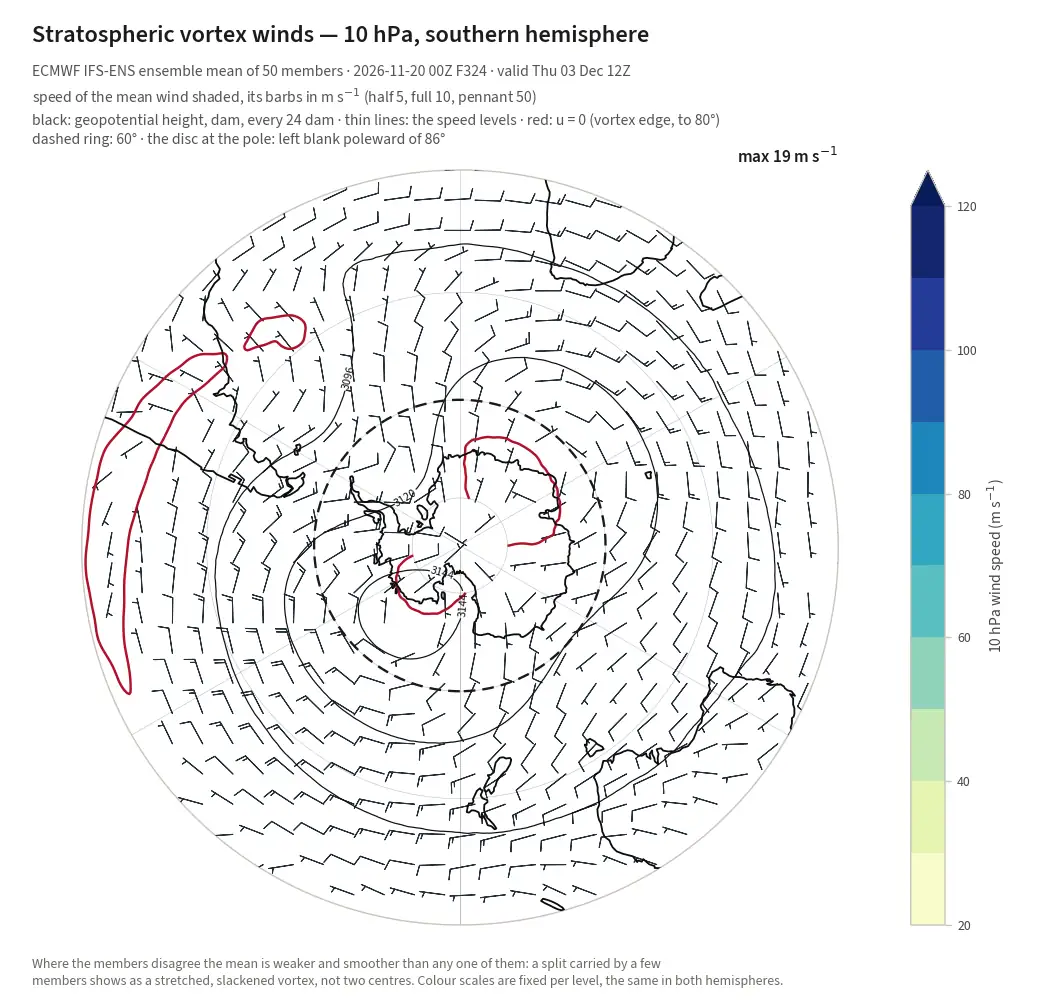 Stratospheric vortex winds — 10 hPa, southern hemisphere
ECMWF IFS-ENS ensemble mean of 50 members · 2026-11-20 00Z F324 · valid Thu 03 Dec 12Z
speed of the mean wind shaded, its barbs in m s⁻¹ (half 5, full 10, pennant 50)
black: geopotential height, dam, every 24 dam · thin lines: the speed levels · red: u = 0 (vortex edge, to 80°)
dashed ring: 60° · the disc at the pole: left blank poleward of 86°
max 19 m s⁻¹
120
100
80
60
40
20
10 hPa wind speed (m s⁻¹)
3096
3120
3144
3144
Where the members disagree the mean is weaker and smoother than any one of them: a split carried by a few
members shows as a stretched, slackened vortex, not two centres. Colour scales are fixed per level, the same in both hemispheres.